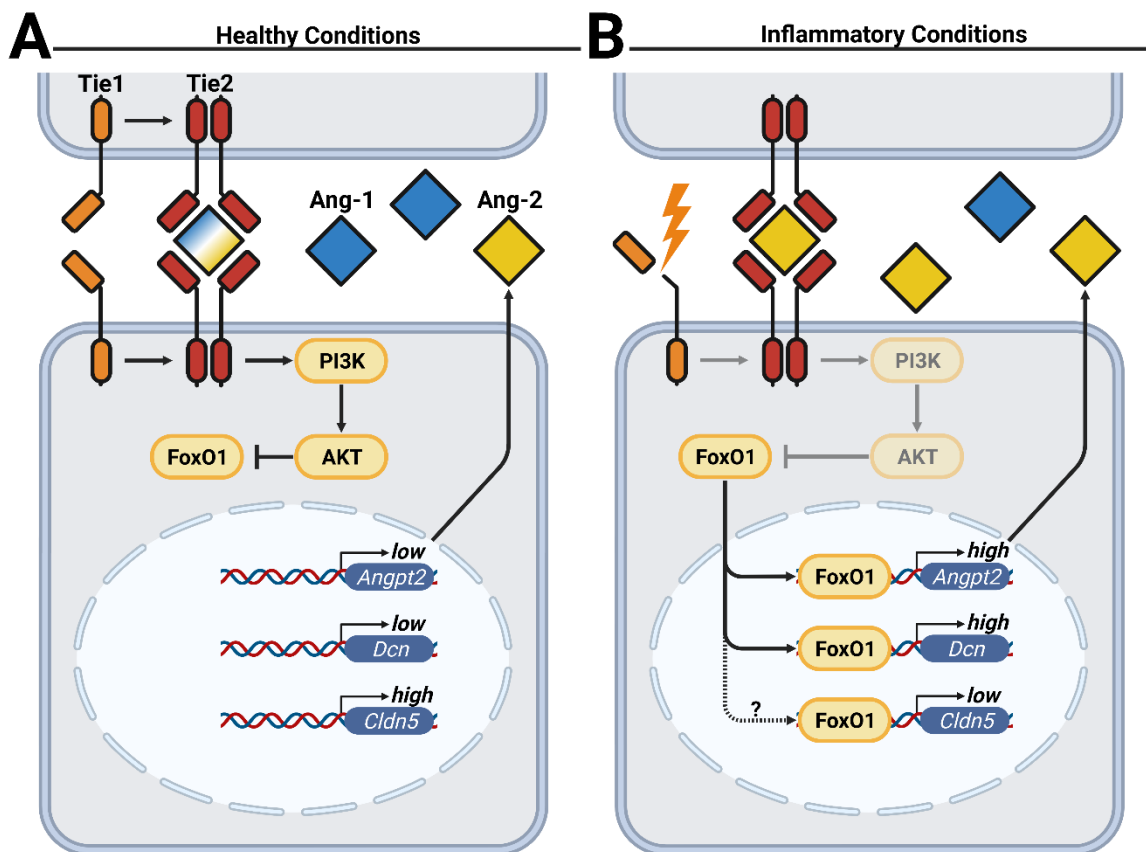 A
Healthy Conditions
Tie1
Tie2
Ang-1
Ang-2
PI3K
FoxO1
AKT
low
Angpt2
low
Dcn
high
Cldn5
B
Inflammatory Conditions
PI3K
FoxO1
AKT
high
FoxO1
Angpt2
high
FoxO1
Dcn
?
low
FoxO1
Cldn5